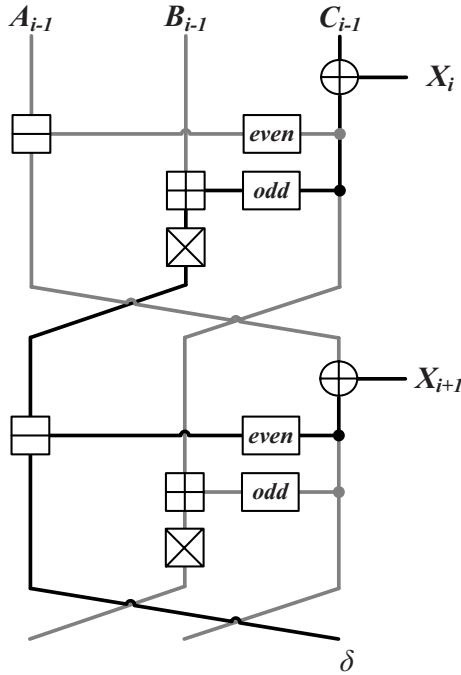 A_{i-1} B_{i-1} C_{i-1}
X_i
even
odd
X_{i+1}
even
odd
δ